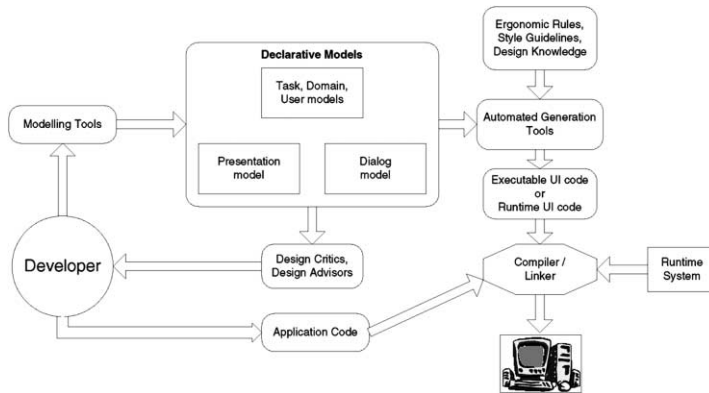 Ergonomic Rules,
Style Guidelines,
Design Knowledge
Declarative Models
Task, Domain,
User models
Modelling Tools
Automated Generation
Tools
Presentation
model
Dialog
model
Executable UI code
or
Runtime UI code
Developer
Design Critics,
Design Advisors
Compiler /
Linker
Runtime
System
Application Code